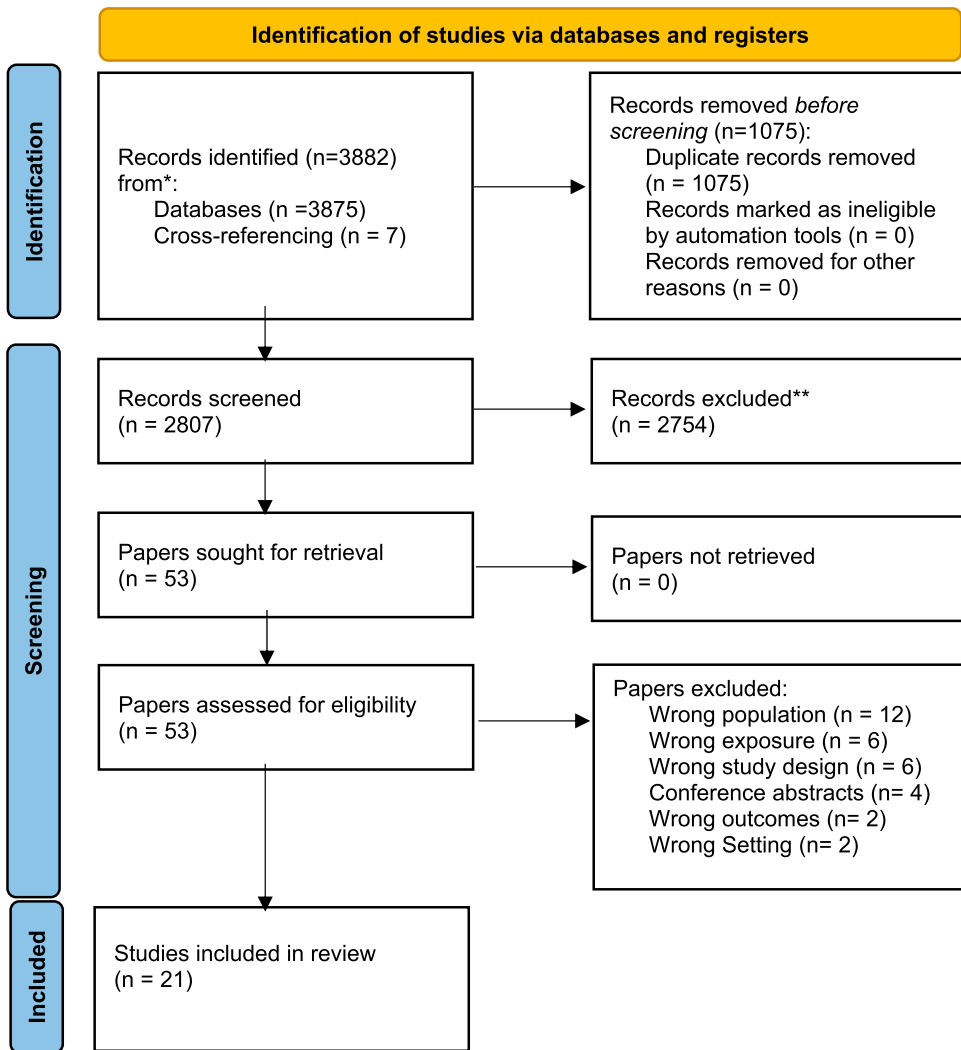 Identification of studies via databases and registers
Identification
Records identified (n=3882)
from*:
Databases (n =3875)
Cross-referencing (n = 7)
Records removed before
screening (n=1075):
Duplicate records removed
(n = 1075)
Records marked as ineligible
by automation tools (n = 0)
Records removed for other
reasons (n = 0)
Screening
Records screened
(n = 2807)
Records excluded**
(n = 2754)
Papers sought for retrieval
(n = 53)
Papers not retrieved
(n = 0)
Papers assessed for eligibility
(n = 53)
Papers excluded:
Wrong population (n = 12)
Wrong exposure (n = 6)
Wrong study design (n = 6)
Conference abstracts (n= 4)
Wrong outcomes (n= 2)
Wrong Setting (n= 2)
Included
Studies included in review
(n = 21)